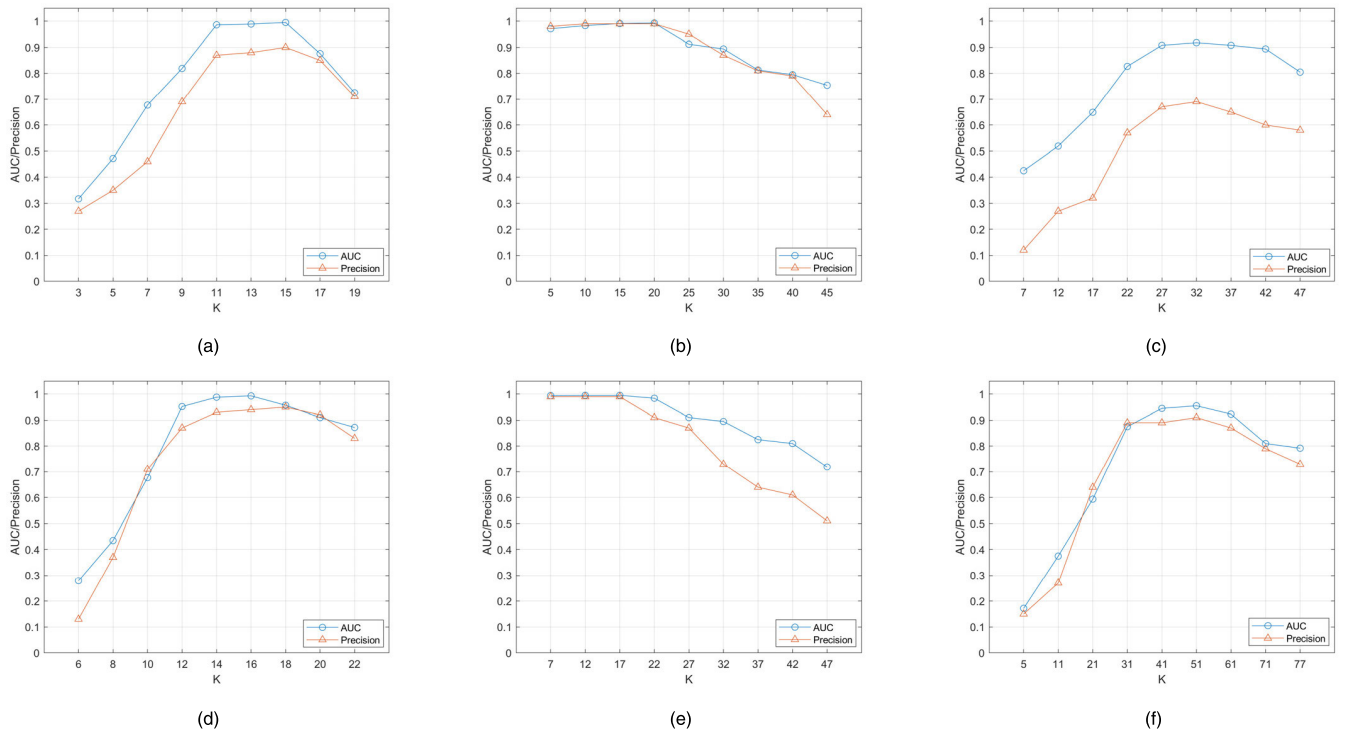 1
0.9
0.8
0.7
0.6
0.5
0.4
0.3
0.2
0.1
0
AUC/Precision
3 5 7 9 11 13 15 17 19
K
AUC
Precision
(a)
1
0.9
0.8
0.7
0.6
0.5
0.4
0.3
0.2
0.1
0
AUC/Precision
5 10 15 20 25 30 35 40 45
K
AUC
Precision
(b)
1
0.9
0.8
0.7
0.6
0.5
0.4
0.3
0.2
0.1
0
AUC/Precision
7 12 17 22 27 32 37 42 47
K
AUC
Precision
(c)
1
0.9
0.8
0.7
0.6
0.5
0.4
0.3
0.2
0.1
0
AUC/Precision
6 8 10 12 14 16 18 20 22
K
AUC
Precision
(d)
1
0.9
0.8
0.7
0.6
0.5
0.4
0.3
0.2
0.1
0
AUC/Precision
7 12 17 22 27 32 37 42 47
K
AUC
Precision
(e)
1
0.9
0.8
0.7
0.6
0.5
0.4
0.3
0.2
0.1
0
AUC/Precision
5 11 21 31 41 51 61 71 77
K
AUC
Precision
(f)